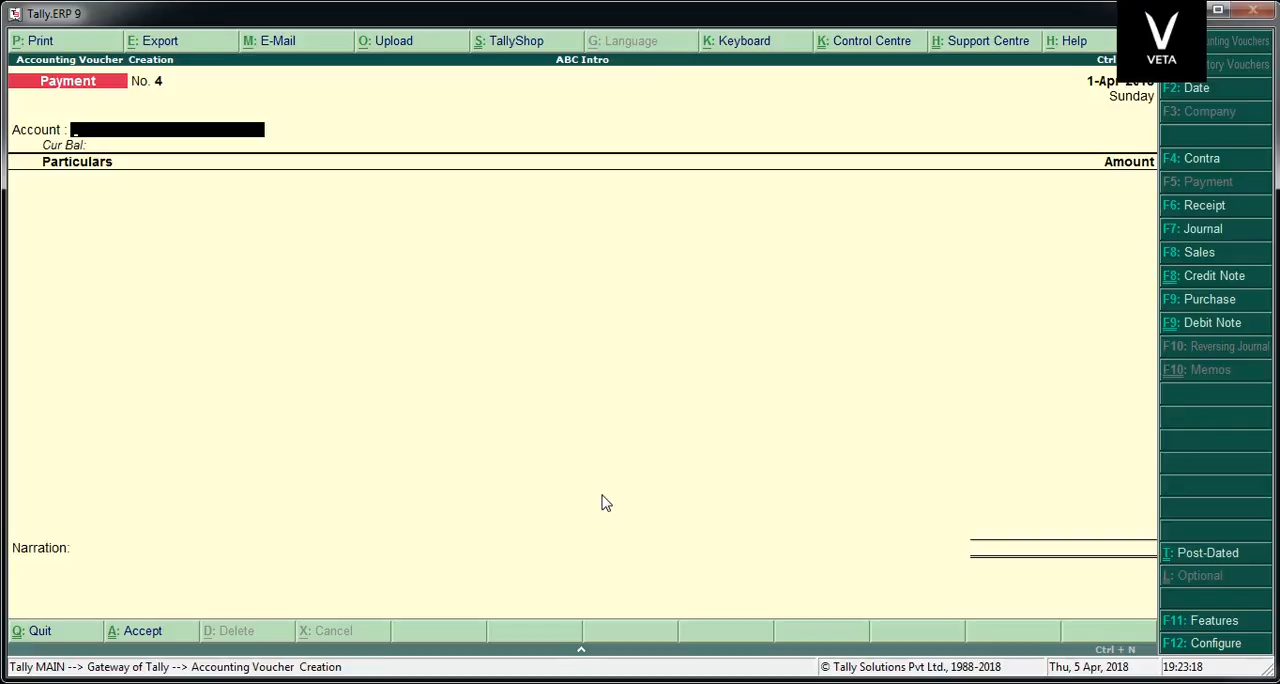 Tally.ERP 9
P: Print E: Export M: E-Mail O: Upload S: TallyShop G: Language K: Keyboard K: Control Centre H: Support Centre H: Help
Accounting Voucher Creation ABC Intro Ctrl
Payment No. 4
Sunday
Account :
Cur Bal:
Particulars Amount
Narration:
VETA
Vouchers
Vouchers
F2: Date
F3: Company
F4: Contra
F5: Payment
F6: Receipt
F7: Journal
F8: Sales
F8: Credit Note
F9: Purchase
F9: Debit Note
F10: Reversing Journal
F10: Memos
T: Post-Dated
L: Optional
F11: Features
F12: Configure
Q: Quit A: Accept D: Delete X: Cancel
Ctrl + N
Tally MAIN --> Gateway of Tally --> Accounting Voucher Creation © Tally Solutions Pvt Ltd., 1988-2018 Thu, 5 Apr, 2018 19:23:18